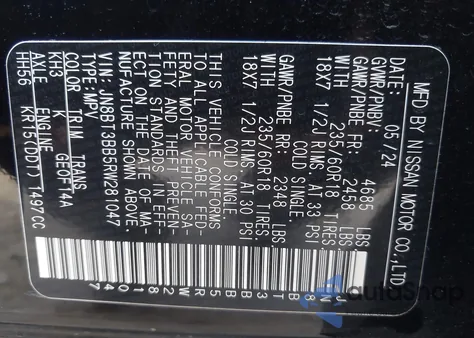 MFD BY NISSAN MOTOR CO.,LTD.
DATE: 05/24
GVWR/PNBV: 4685 LBS
GAWR/PNBE FR: 2458 LBS
WITH 235/60R18 TIRES
18X7 1/2J RIMS AT 33 PSI
COLD SINGLE
GAWR/PNBE RR: 2348 LBS
WITH 235/60R18 TIRES
18X7 1/2J RIMS AT 30 PSI
COLD SINGLE
THIS VEHICLE CONFORMS
TO ALL APPLICABLE FED-
ERAL MOTOR VEHICLE SA-
FETY AND THEFT PREVEN-
TION STANDARDS IN EFF-
ECT ON THE DATE OF MA-
NUFACTURE SHOWN ABOVE.
VIN: JN8BT3BB5RW281047
TYPE: MPV
COLOR TRIM TRANS
KH3 K GEOF14A
AXLE ENGINE
HH56 KR15(DDT) 1497CC
JN8BT3BB5RW281047
autoShop